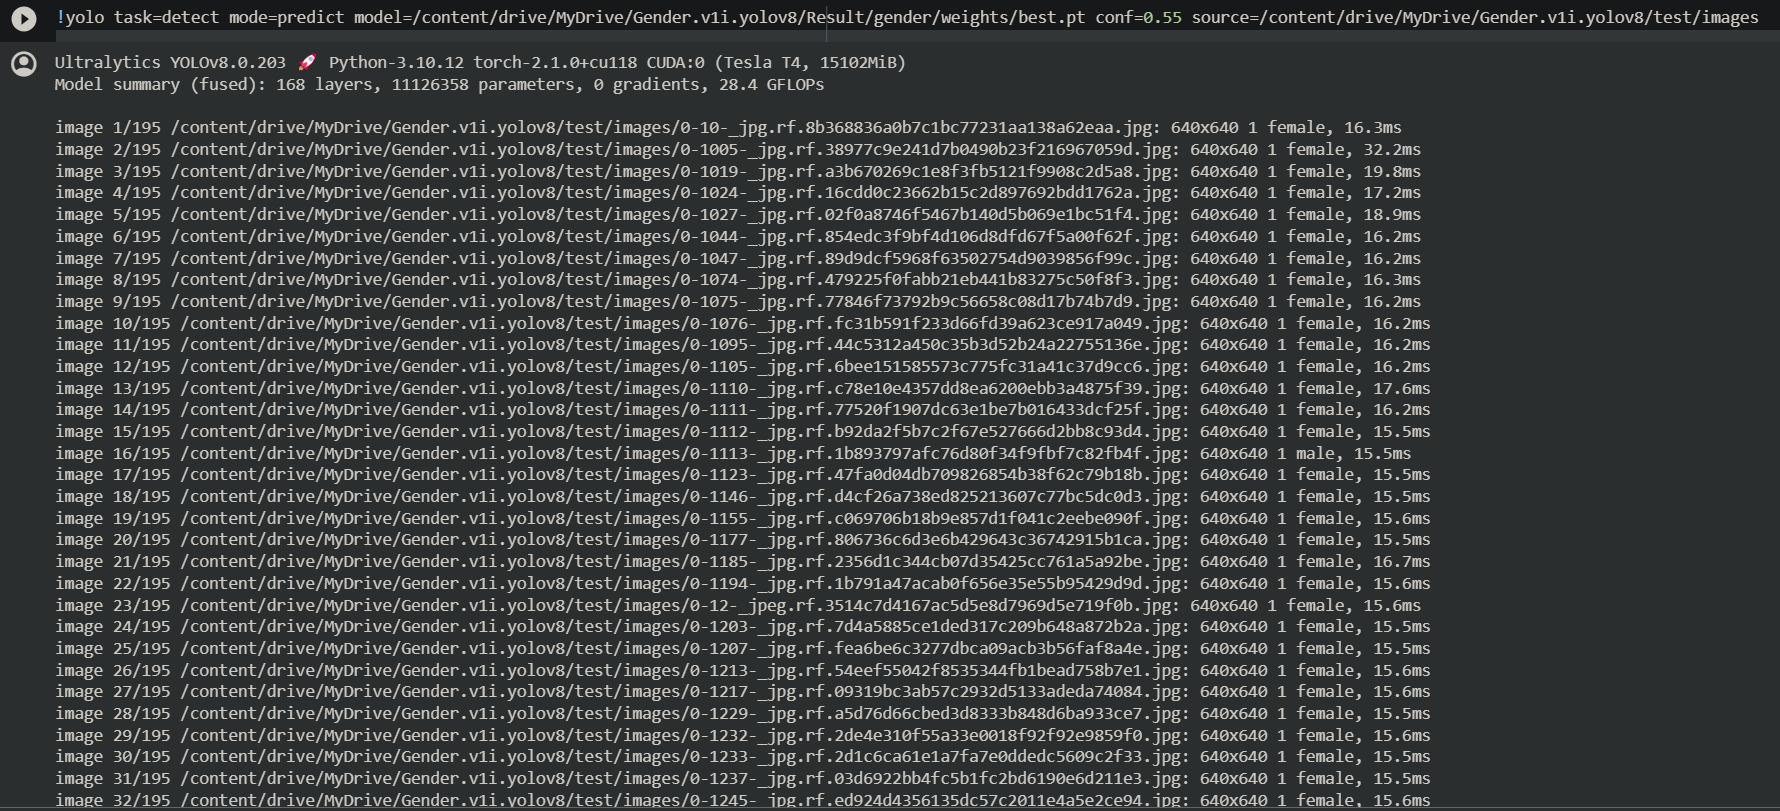 !yolo task=detect mode=predict model=/content/drive/MyDrive/Gender.v1i.yolov8/Result/gender/weights/best.pt conf=0.55 source=/content/drive/MyDrive/Gender.v1i.yolov8/test/images
Ultralytics YOLOv8.0.203 🚀 Python-3.10.12 torch-2.1.0+cu118 CUDA:0 (Tesla T4, 15102MiB)
Model summary (fused): 168 layers, 11126358 parameters, 0 gradients, 28.4 GFLOPs
image 1/195 /content/drive/MyDrive/Gender.v1i.yolov8/test/images/0-10-_jpg.rf.8b368836a0b7c1bc77231aa138a62eaa.jpg: 640x640 1 female, 16.3ms
image 2/195 /content/drive/MyDrive/Gender.v1i.yolov8/test/images/0-1005-_jpg.rf.38977c9e241d7b0490b23f216967059d.jpg: 640x640 1 female, 32.2ms
image 3/195 /content/drive/MyDrive/Gender.v1i.yolov8/test/images/0-1019-_jpg.rf.a3b670269c1e8f3fb5121f9908c2d5a8.jpg: 640x640 1 female, 19.8ms
image 4/195 /content/drive/MyDrive/Gender.v1i.yolov8/test/images/0-1024-_jpg.rf.16cdd0c23662b15c2d897692bdd1762a.jpg: 640x640 1 female, 17.2ms
image 5/195 /content/drive/MyDrive/Gender.v1i.yolov8/test/images/0-1027-_jpg.rf.02f0a8746f5467b140d5b069e1bc51f4.jpg: 640x640 1 female, 18.9ms
image 6/195 /content/drive/MyDrive/Gender.v1i.yolov8/test/images/0-1044-_jpg.rf.854edc3f9bf4d106d8dfd67f5a00f62f.jpg: 640x640 1 female, 16.2ms
image 7/195 /content/drive/MyDrive/Gender.v1i.yolov8/test/images/0-1047-_jpg.rf.89d9dcf5968f63502754d9039856f99c.jpg: 640x640 1 female, 16.2ms
image 8/195 /content/drive/MyDrive/Gender.v1i.yolov8/test/images/0-1074-_jpg.rf.479225f0fabb21eb441b83275c50f8f3.jpg: 640x640 1 female, 16.3ms
image 9/195 /content/drive/MyDrive/Gender.v1i.yolov8/test/images/0-1075-_jpg.rf.77846f73792b9c56658c08d17b74b7d9.jpg: 640x640 1 female, 16.2ms
image 10/195 /content/drive/MyDrive/Gender.v1i.yolov8/test/images/0-1076-_jpg.rf.fc31b591f233d66fd39a623ce917a049.jpg: 640x640 1 female, 16.2ms
image 11/195 /content/drive/MyDrive/Gender.v1i.yolov8/test/images/0-1095-_jpg.rf.44c5312a450c35b3d52b24a22755136e.jpg: 640x640 1 female, 16.2ms
image 12/195 /content/drive/MyDrive/Gender.v1i.yolov8/test/images/0-1105-_jpg.rf.6bee151585573c775fc31a41c37d9cc6.jpg: 640x640 1 female, 16.2ms
image 13/195 /content/drive/MyDrive/Gender.v1i.yolov8/test/images/0-1110-_jpg.rf.c78e10e4357dd8ea6200ebb3a4875f39.jpg: 640x640 1 female, 17.6ms
image 14/195 /content/drive/MyDrive/Gender.v1i.yolov8/test/images/0-1111-_jpg.rf.77520f1907dc63e1be7b016433dcf25f.jpg: 640x640 1 female, 16.2ms
image 15/195 /content/drive/MyDrive/Gender.v1i.yolov8/test/images/0-1112-_jpg.rf.b92da2f5b7c2f67e527666d2bb8c93d4.jpg: 640x640 1 female, 15.5ms
image 16/195 /content/drive/MyDrive/Gender.v1i.yolov8/test/images/0-1113-_jpg.rf.1b893797afc76d80f34f9fbf7c82fb4f.jpg: 640x640 1 male, 15.5ms
image 17/195 /content/drive/MyDrive/Gender.v1i.yolov8/test/images/0-1123-_jpg.rf.47fa0d04db709826854b38f62c79b18b.jpg: 640x640 1 female, 15.5ms
image 18/195 /content/drive/MyDrive/Gender.v1i.yolov8/test/images/0-1146-_jpg.rf.d4cf26a738ed825213607c77bc5dc0d3.jpg: 640x640 1 female, 15.5ms
image 19/195 /content/drive/MyDrive/Gender.v1i.yolov8/test/images/0-1155-_jpg.rf.c069706b18b9e857d1f041c2eebe090f.jpg: 640x640 1 female, 15.6ms
image 20/195 /content/drive/MyDrive/Gender.v1i.yolov8/test/images/0-1177-_jpg.rf.806736c6d3e6b429643c36742915b1ca.jpg: 640x640 1 female, 15.5ms
image 21/195 /content/drive/MyDrive/Gender.v1i.yolov8/test/images/0-1185-_jpg.rf.2356d1c344cb07d35425cc761a5a92be.jpg: 640x640 1 female, 16.7ms
image 22/195 /content/drive/MyDrive/Gender.v1i.yolov8/test/images/0-1194-_jpg.rf.1b791a47acab0f656e35e55b95429d9d.jpg: 640x640 1 female, 15.6ms
image 23/195 /content/drive/MyDrive/Gender.v1i.yolov8/test/images/0-12-_jpeg.rf.3514c7d4167ac5d5e8d7969d5e719f0b.jpg: 640x640 1 female, 15.6ms
image 24/195 /content/drive/MyDrive/Gender.v1i.yolov8/test/images/0-1203-_jpg.rf.7d4a5885ce1ded317c209b648a872b2a.jpg: 640x640 1 female, 15.5ms
image 25/195 /content/drive/MyDrive/Gender.v1i.yolov8/test/images/0-1207-_jpg.rf.fea6be6c3277dbca09acb3b56faf8a4e.jpg: 640x640 1 female, 15.5ms
image 26/195 /content/drive/MyDrive/Gender.v1i.yolov8/test/images/0-1213-_jpg.rf.54eef55042f8535344fb1bead758b7e1.jpg: 640x640 1 female, 15.6ms
image 27/195 /content/drive/MyDrive/Gender.v1i.yolov8/test/images/0-1217-_jpg.rf.09319bc3ab57c2932d5133adeda74084.jpg: 640x640 1 female, 15.6ms
image 28/195 /content/drive/MyDrive/Gender.v1i.yolov8/test/images/0-1229-_jpg.rf.a5d76d66cbed3d8333b848d6ba933ce7.jpg: 640x640 1 female, 15.5ms
image 29/195 /content/drive/MyDrive/Gender.v1i.yolov8/test/images/0-1232-_jpg.rf.2de4e310f55a33e0018f92f92e9859f0.jpg: 640x640 1 female, 15.6ms
image 30/195 /content/drive/MyDrive/Gender.v1i.yolov8/test/images/0-1233-_jpg.rf.2d1c6ca61e1a7fa7e0ddedc5609c2f33.jpg: 640x640 1 female, 15.5ms
image 31/195 /content/drive/MyDrive/Gender.v1i.yolov8/test/images/0-1237-_jpg.rf.03d6922bb4fc5b1fc2bd6190e6d211e3.jpg: 640x640 1 female, 15.5ms
image 32/195 /content/drive/MyDrive/Gender.v1i.yolov8/test/images/0-1245-_jpg.rf.ed924d4356135dc57c2011e4a5e2ce94.jpg: 640x640 1 female, 15.6ms